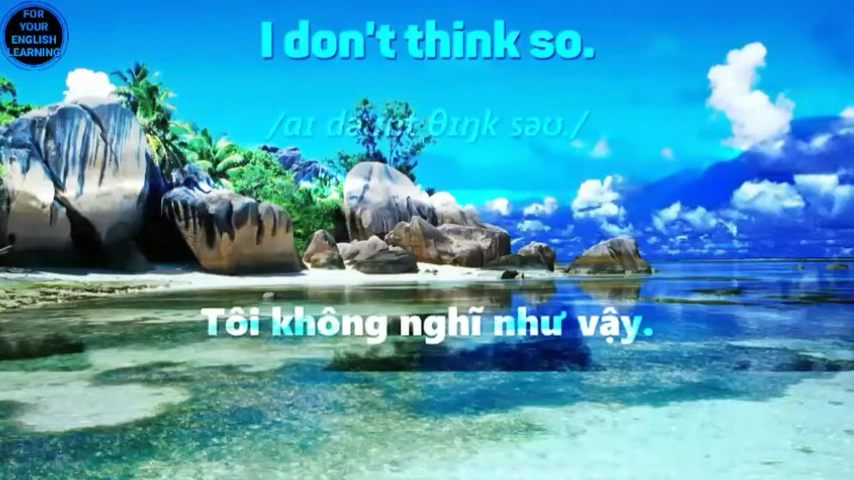 FOR
YOUR
ENGLISH
LEARNING
I don't think so.
/aɪ dəʊnt θɪŋk səʊ./
Tôi không nghĩ như vậy.